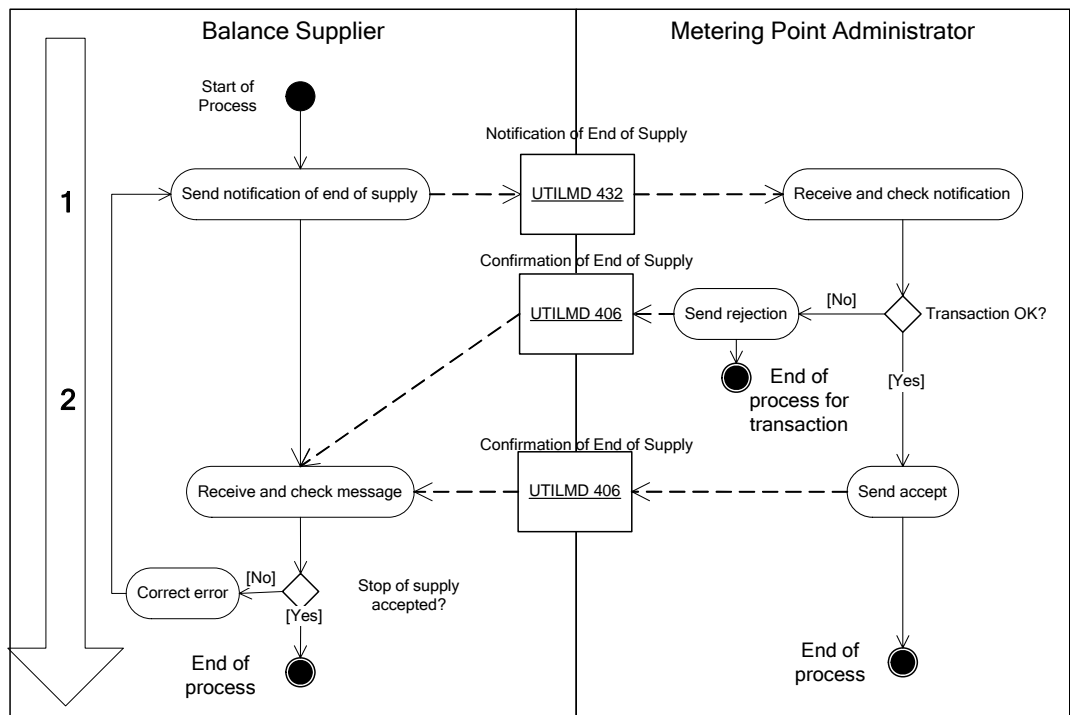 Balance Supplier
Metering Point Administrator
Start of
Process
Notification of End of Supply
1
Send notification of end of supply
UTILMD 432
Receive and check notification
Confirmation of End of Supply
UTILMD 406
Send rejection
[No]
Transaction OK?
2
End of
process for
transaction
[Yes]
Confirmation of End of Supply
Receive and check message
UTILMD 406
Send accept
Correct error
[No]
Stop of supply
accepted?
[Yes]
End of
process
End of
process